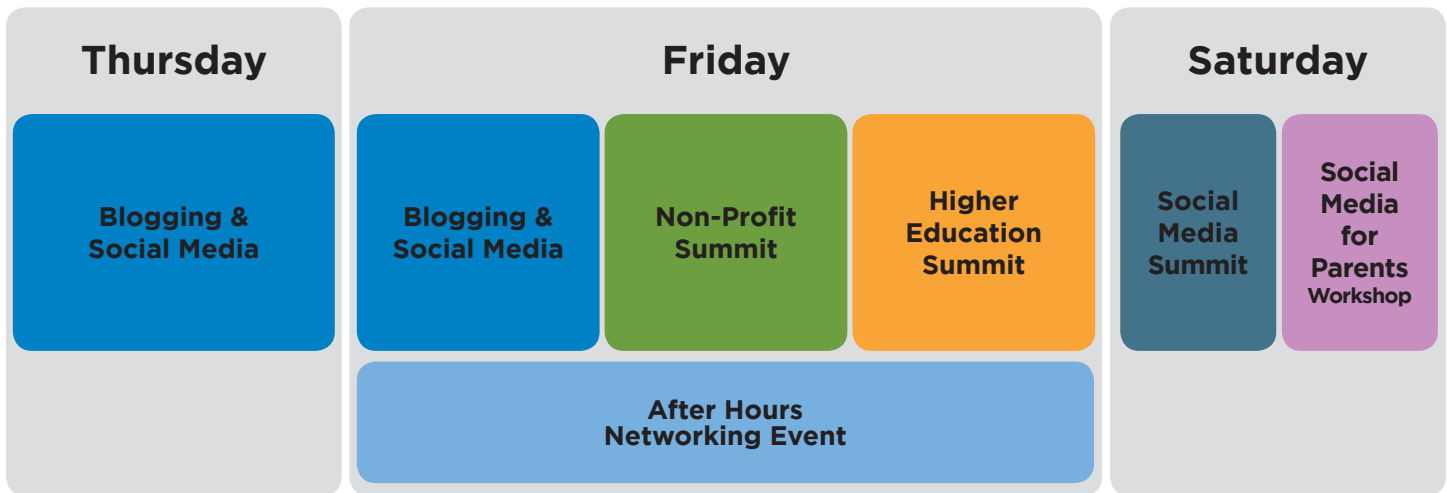 Thursday
Blogging &
Social Media
Friday
Blogging &
Social Media
Non-Profit
Summit
Higher
Education
Summit
After Hours
Networking Event
Saturday
Social
Media
Summit
Social
Media
for
Parents
Workshop